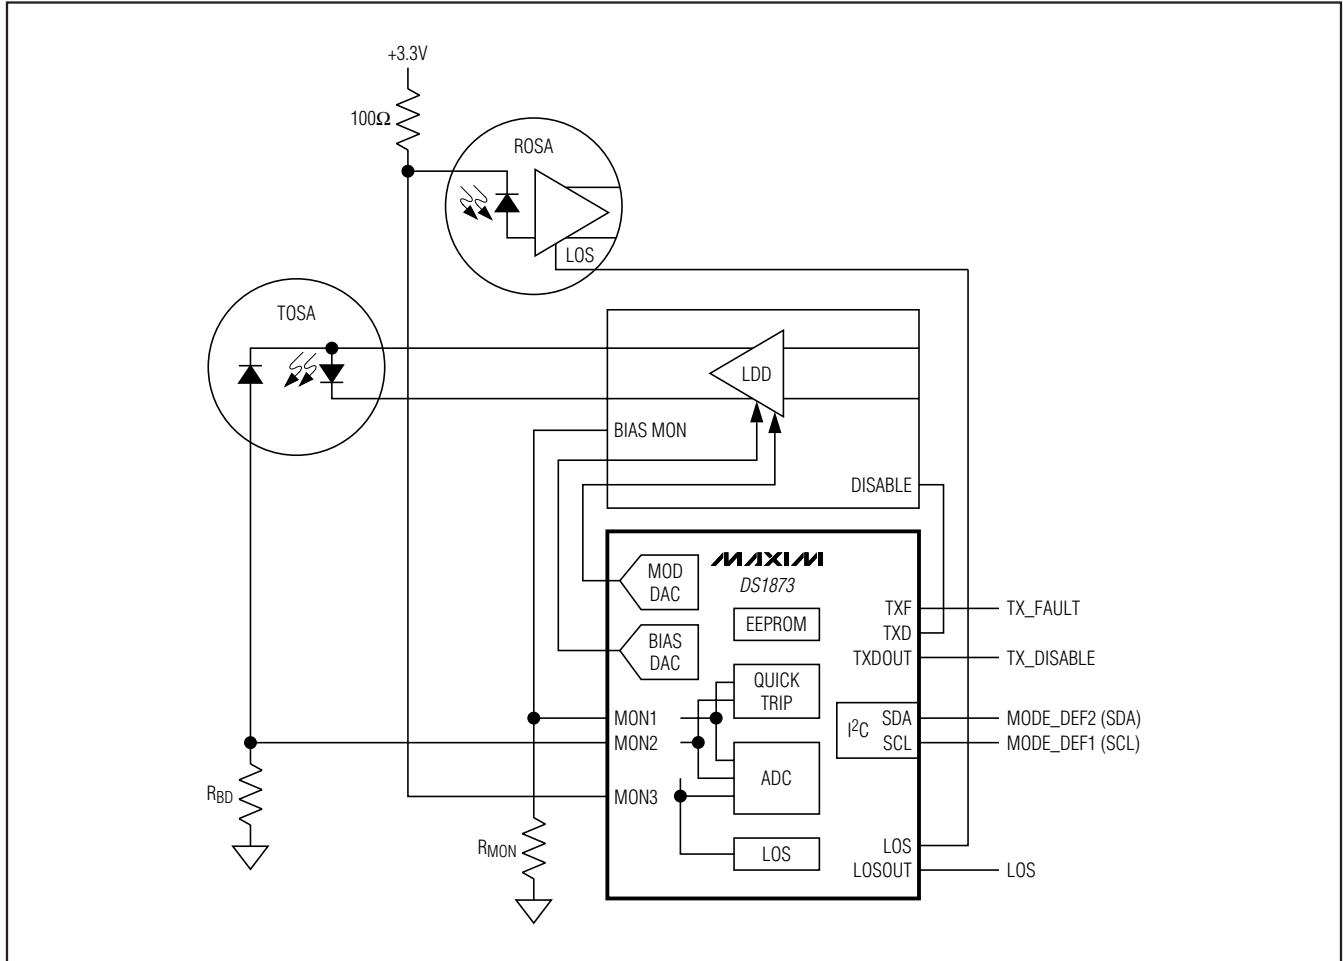 +3.3V
100Ω
ROSA
LOS
TOSA
LDD
BIAS MON
DISABLE
MAXIM
DS1873
MOD
DAC
EEPROM
BIAS
DAC
QUICK
TRIP
TXF
TX_FAULT
TXD
TXDOUT
TX_DISABLE
MON1
MON2
MON3
ADC
I2C
SDA
SCL
MODE_DEF2 (SDA)
MODE_DEF1 (SCL)
RBD
RMON
LOS
LOS
LOSOUT
LOS